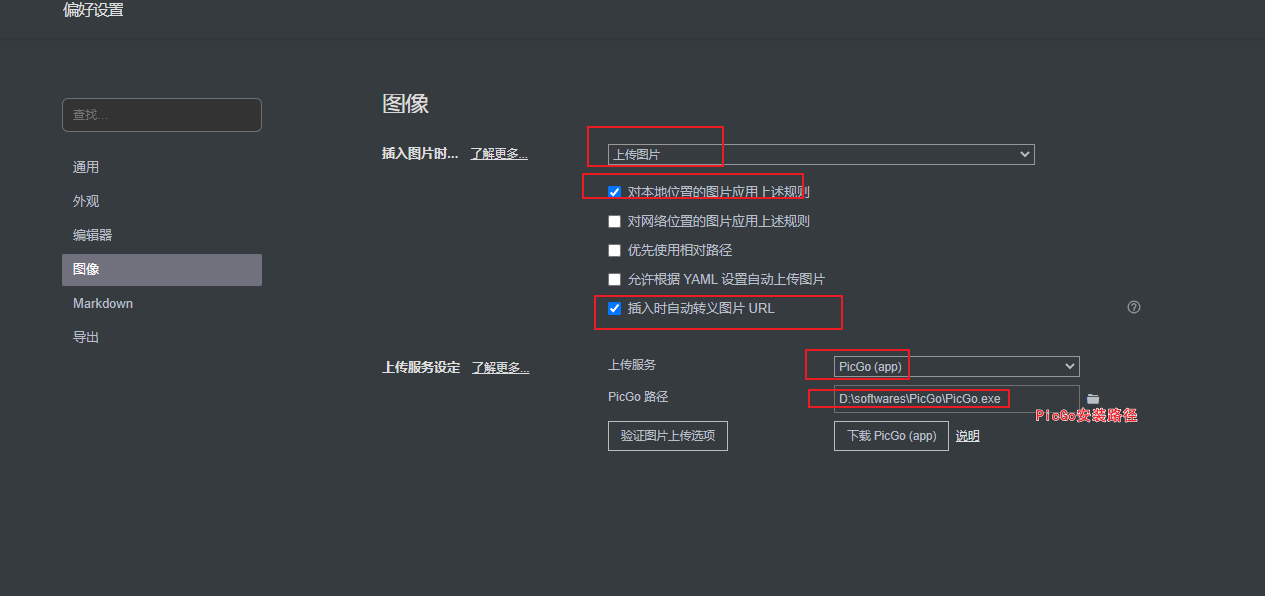 偏好设置
查找...
通用
外观
编辑器
图像
Markdown
导出
图像
插入图片时... 了解更多...
上传图片
对本地位置的图片应用上述规则
对网络位置的图片应用上述规则
优先使用相对路径
允许根据 YAML 设置自动上传图片
插入时自动转义图片 URL
上传服务设定 了解更多...
上传服务
PicGo (app)
PicGo 路径
D:\softwares\PicGo\PicGo.exe
PicGo安装路径
验证图片上传选项
下载 PicGo (app) 说明